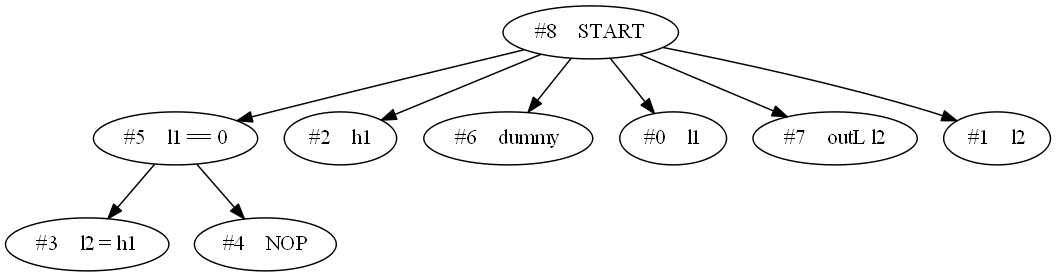 #8 START
#5 l1 == 0
#2 h1
#6 dummy
#0 l1
#7 outL l2
#1 l2
#3 l2 = h1
#4 NOP